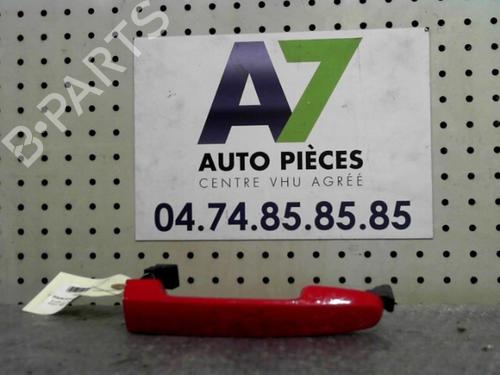 B-PARTS
A7
AUTO PIÈCES
CENTRE VHU AGRÉÉ
04.74.85.85.85